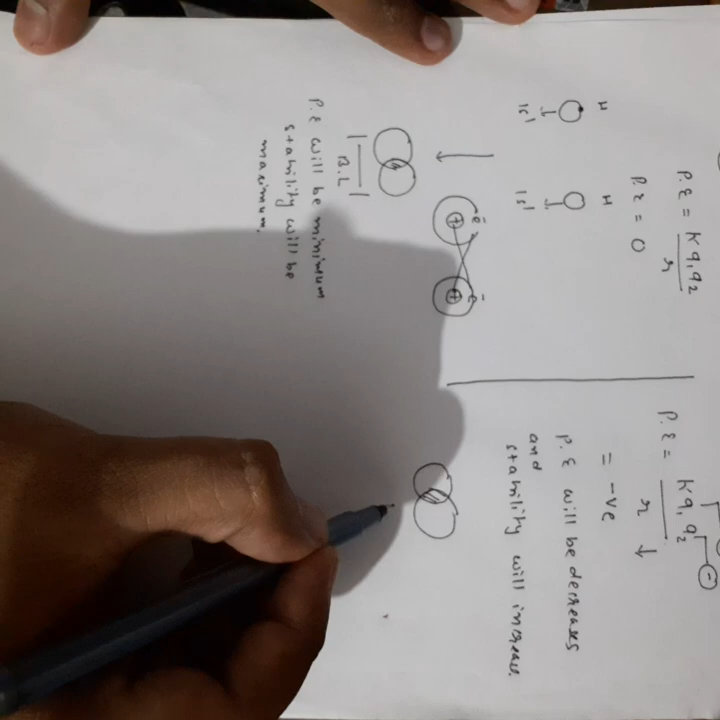 P.E = Kq1q2
r
P.E = 0
H H
1s1 1s1
e- e-
+ +
B.L
P.E will be minimum
stability will be
maximum.
P.E = Kq1q2
r ↓
= -ve
P.E will be decreases
and
stability will increase.
-